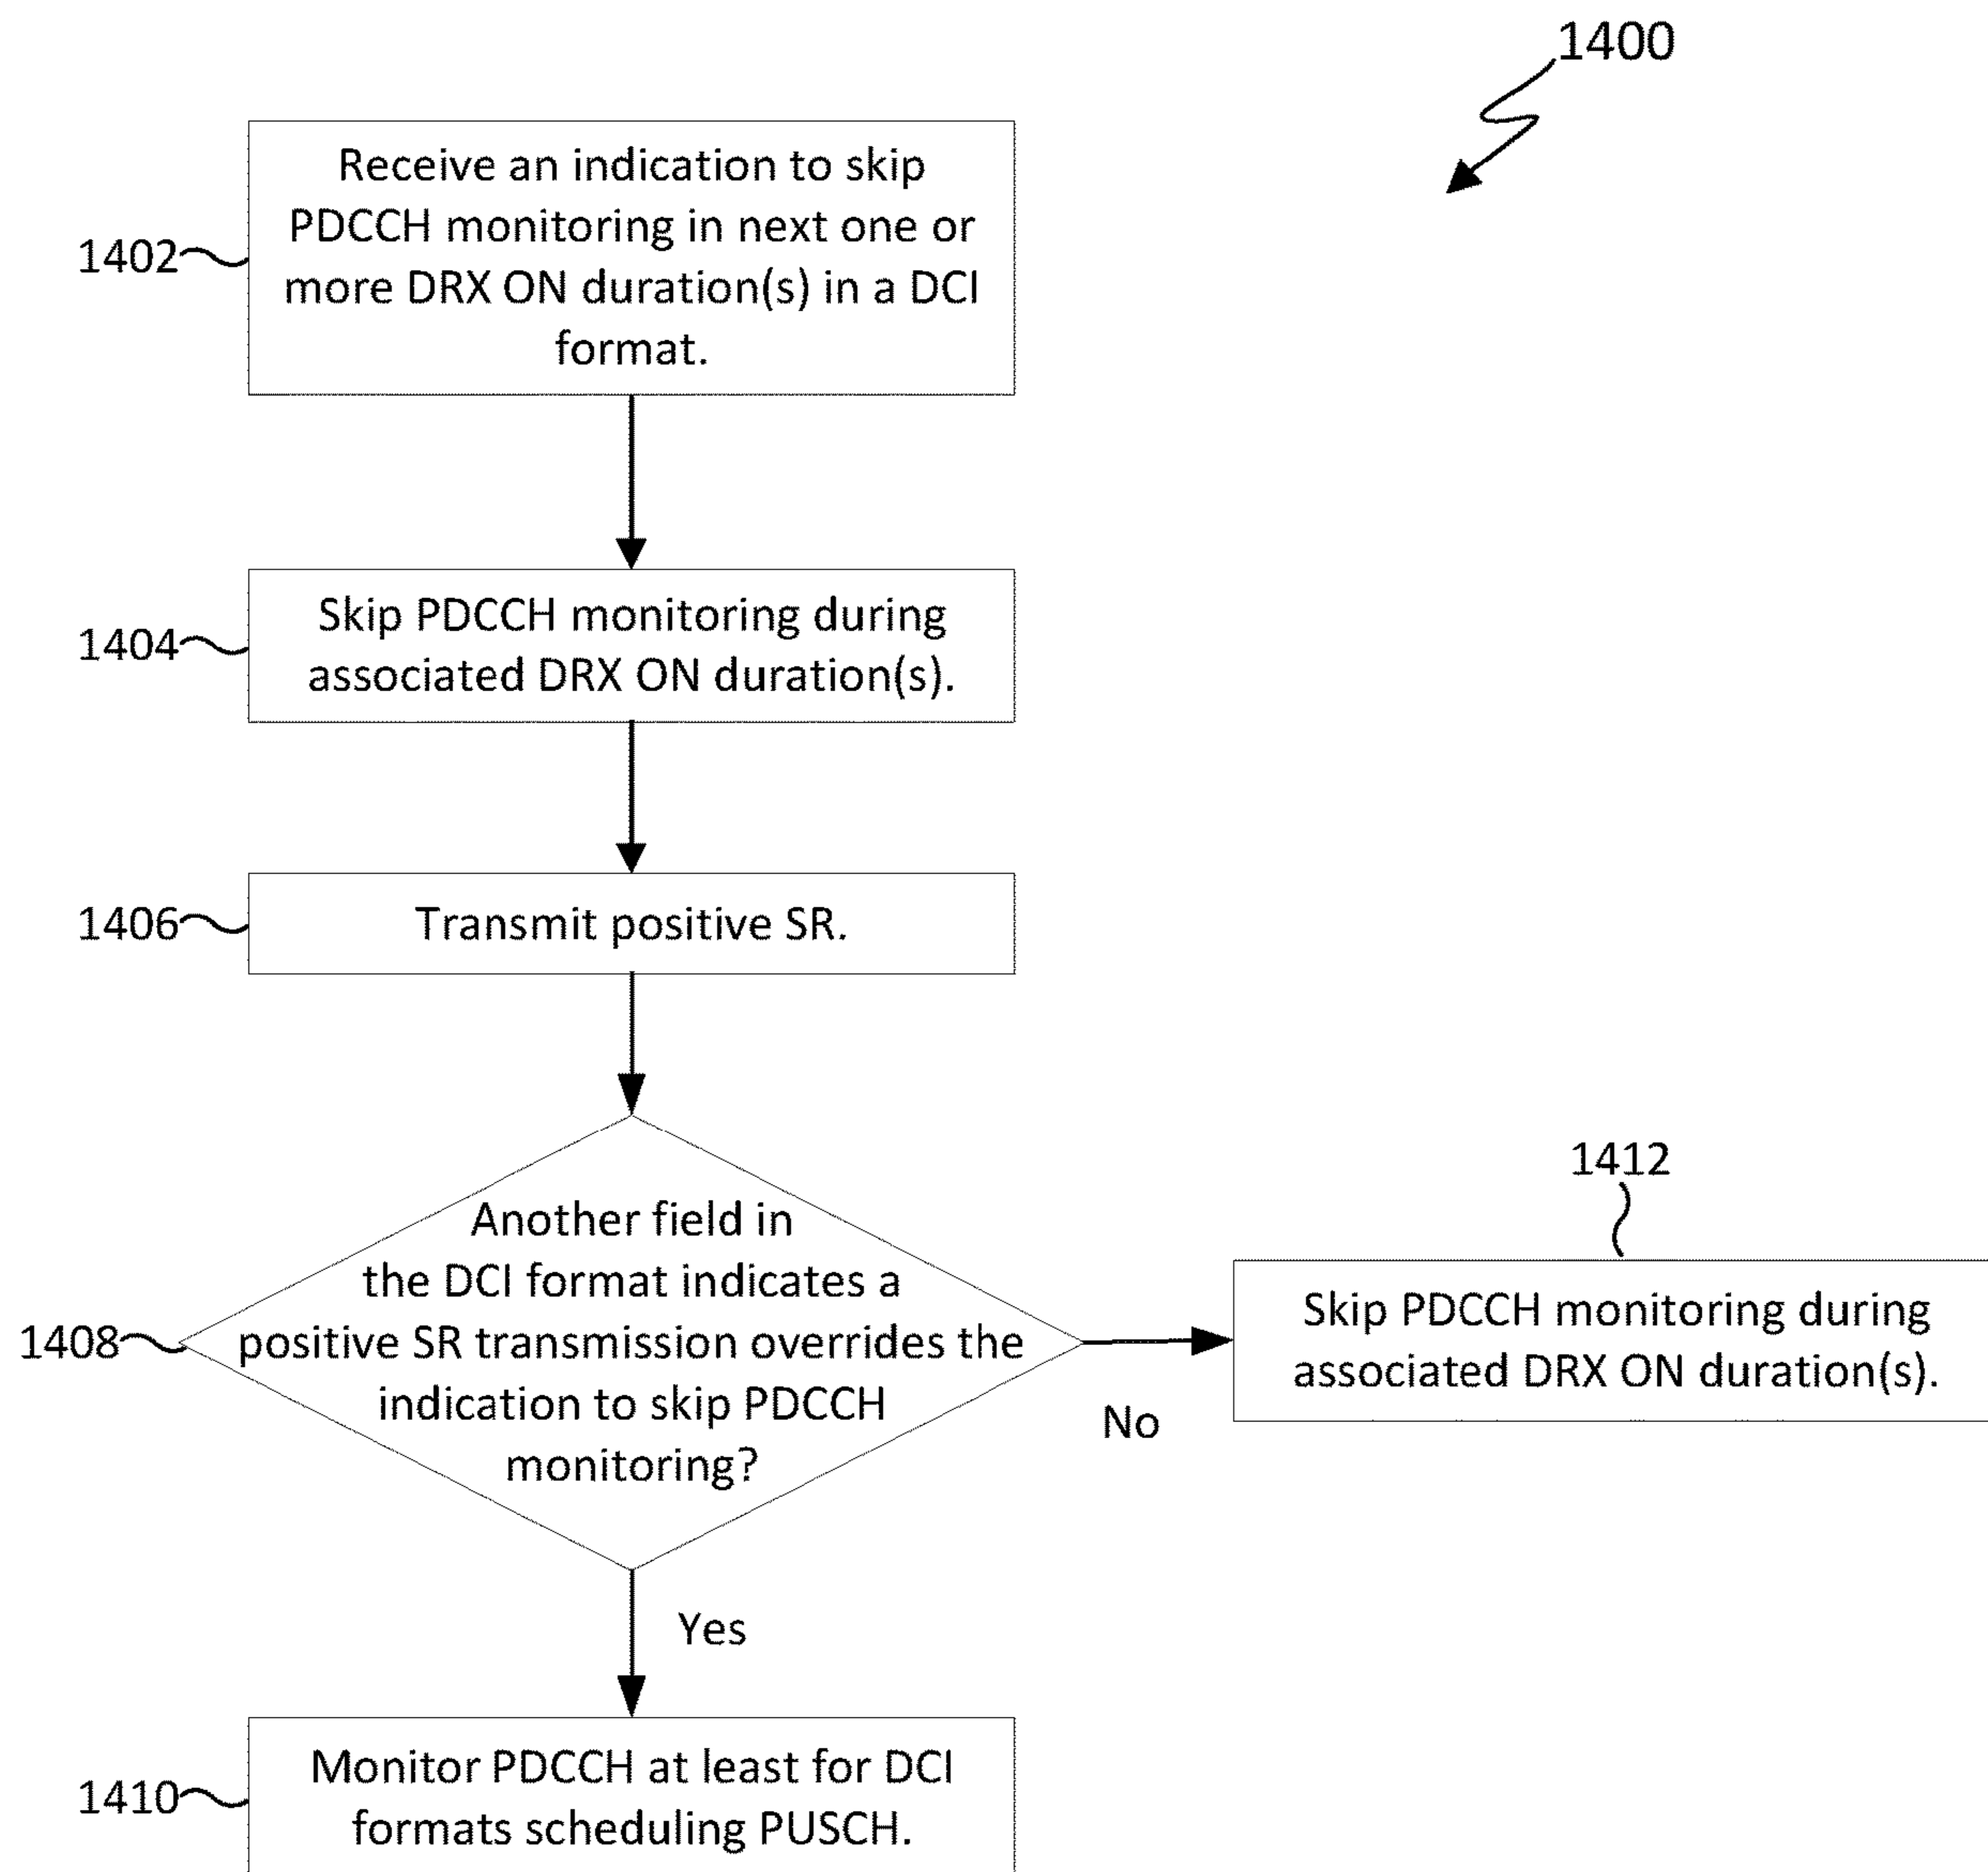 1400
Receive an indication to skip
PDCCH monitoring in next one or
more DRX ON duration(s) in a DCI
format.
1402
Skip PDCCH monitoring during
associated DRX ON duration(s).
1404
Transmit positive SR.
1406
Another field in
the DCI format indicates a
positive SR transmission overrides the
indication to skip PDCCH
monitoring?
1408
No
1412
Skip PDCCH monitoring during
associated DRX ON duration(s).
Yes
Monitor PDCCH at least for DCI
formats scheduling PUSCH.
1410